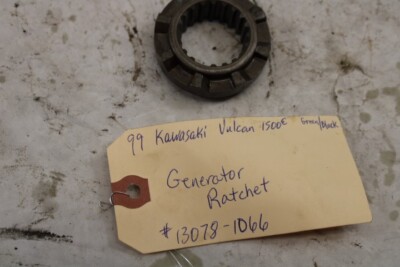 99 Kawasaki Vulcan 1500E Green/Black
Generator
Ratchet
#13078-1066